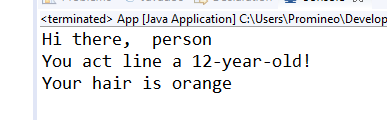 <terminated> App [Java Application] C:\Users\Promineo\Develop
Hi there,  person
You act line a 12-year-old!
Your hair is orange